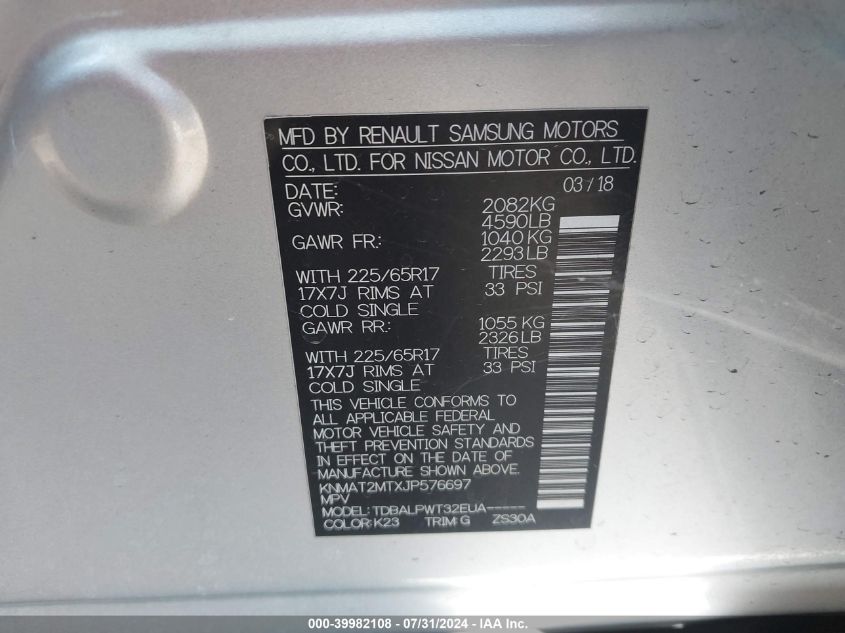 MFD BY RENAULT SAMSUNG MOTORS
CO., LTD. FOR NISSAN MOTOR CO., LTD.
DATE: 03/18
GVWR: 2082KG
4590LB
GAWR FR.: 1040 KG
2293LB
WITH 225/65R17 TIRES
17X7J RIMS AT 33 PSI
COLD SINGLE
GAWR RR.: 1055 KG
2326LB
WITH 225/65R17 TIRES
17X7J RIMS AT 33 PSI
COLD SINGLE
THIS VEHICLE CONFORMS TO
ALL APPLICABLE FEDERAL
MOTOR VEHICLE SAFETY AND
THEFT PREVENTION STANDARDS
IN EFFECT ON THE DATE OF
MANUFACTURE SHOWN ABOVE.
KNMAT2MTXJP576697
MPV
MODEL: TDBALPWT32EUA-----
COLOR: K23 TRIM: G ZS30A
000-39982108 - 07/31/2024 - IAA Inc.